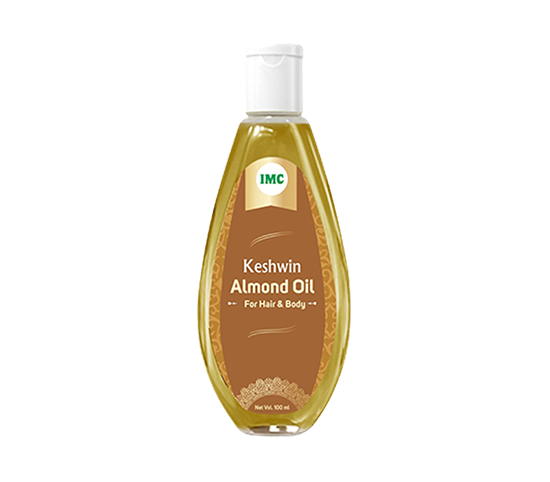 IMC
Keshwin
Almond Oil
For Hair & Body
Net Vol. 100 ml